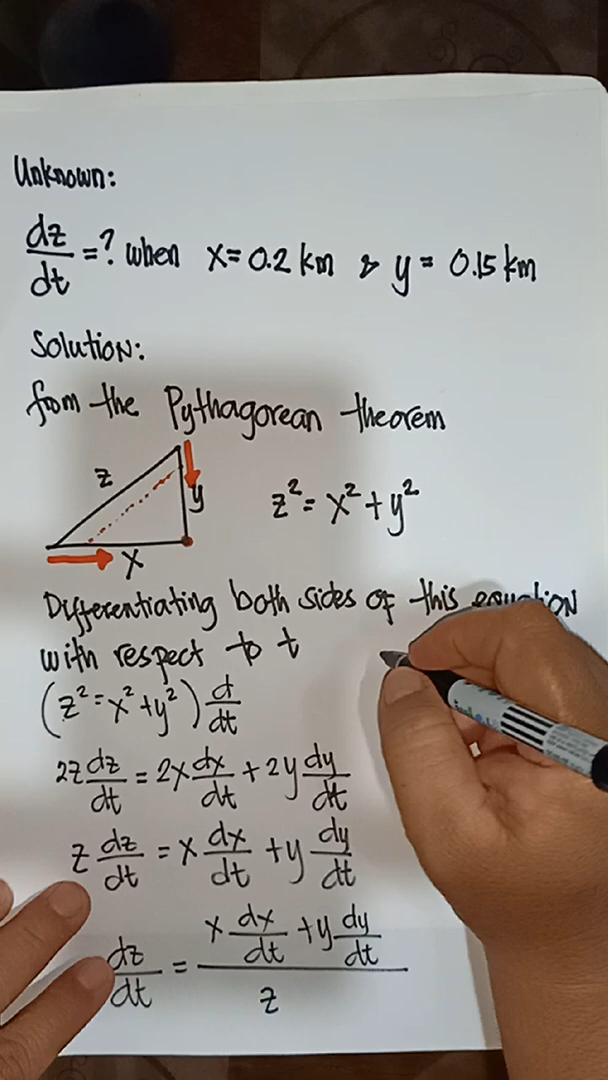 Unknown:
dz/dt = ? when x = 0.2 km & y = 0.15 km
Solution:
from the Pythagorean theorem
z
y
x
z² = x² + y²
Differentiating both sides of this equation
with respect to t
(z² = x² + y²) d/dt
2z dz/dt = 2x dx/dt + 2y dy/dt
z dz/dt = x dx/dt + y dy/dt
dz/dt = (x dx/dt + y dy/dt) / z